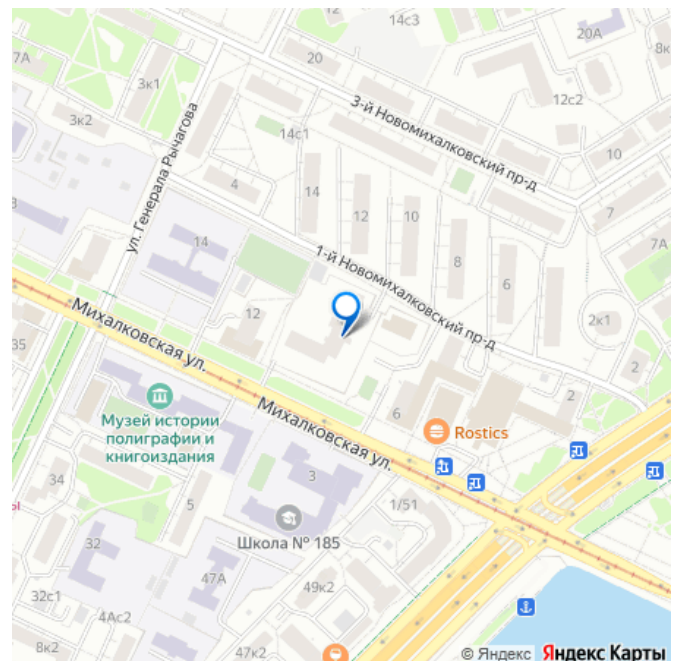 14с3
20А
8к
7А
3к1
20
12с2
3к2
ул. Генерала Рычагова
3-й Новомихалковский пр-д
14с1
10
4
14
12
10
7
3
14
1-й Новомихалковский пр-д
8
7А
6
12
2к1
35
Михалковская ул.
2
2
Музей истории
полиграфии и
книгоиздания
6
Rostics
Михалковская ул.
34
3
ы
5
1/51
32
Школа № 185
47А
49к2
32с1
4Ас2
8к2
47к2
© Яндекс Яндекс Карты